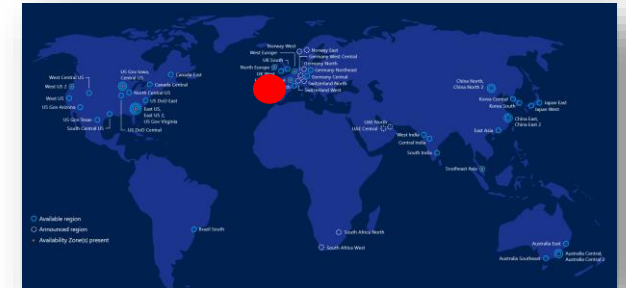 Norway West
Norway East
West Europe
Germany West Central
UK South
Germany North
North Europe
Germany Northeast
UK West
Germany Central
Switzerland North
Switzerland West
West Central US
US Gov Iowa,
Central US
Canada East
West US 2
Canada Central
North Central US
West US
US DoD East
US Gov Arizona
East US,
East US 2,
US Gov Virginia
US Gov Texas
South Central US
US DoD Central
China North,
China North 2
Korea Central
Korea South
Japan East
Japan West
China East,
China East 2
East Asia
UAE North
UAE Central
West India
Central India
South India
Southeast Asia
Available region
Announced region
Availability Zone(s) present
Brazil South
South Africa North
South Africa West
Australia East
Australia Southeast
Australia Central,
Australia Central 2